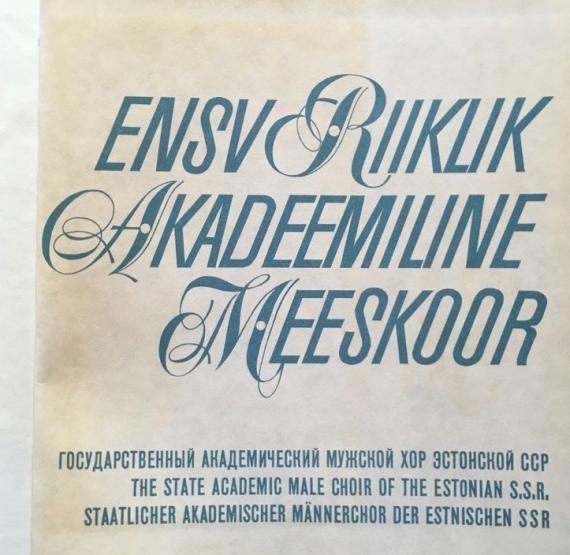 ENSV RIIKLIK
AKADEEMILINE
MEESKOOR
ГОСУДАРСТВЕННЫЙ АКАДЕМИЧЕСКИЙ МУЖСКОЙ ХОР ЭСТОНСКОЙ ССР
THE STATE ACADEMIC MALE CHOIR OF THE ESTONIAN S.S.R.
STAATLICHER AKADEMISCHER MÄNNERCHOR DER ESTNISCHEN SSR